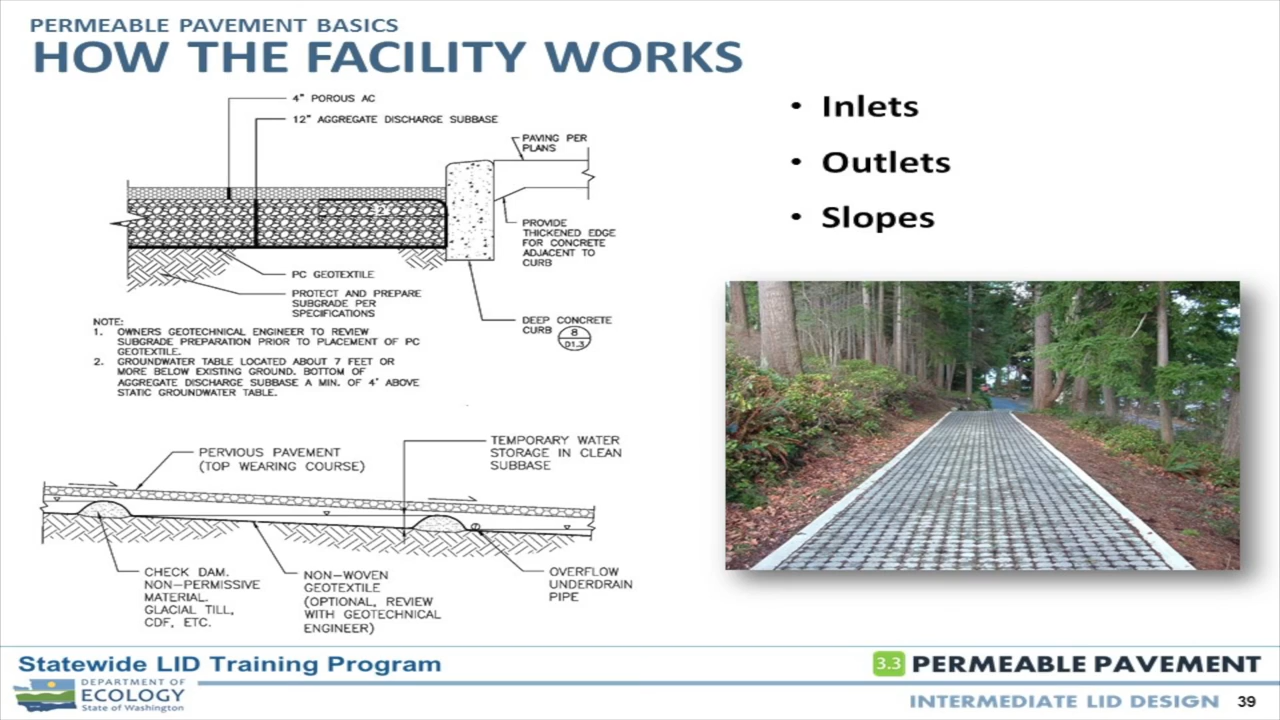 PERMEABLE PAVEMENT BASICS
HOW THE FACILITY WORKS
4" POROUS AC
12" AGGREGATE DISCHARGE SUBBASE
PAVING PER
PLANS
PROVIDE
THICKENED EDGE
FOR CONCRETE
ADJACENT TO
CURB
PC GEOTEXTILE
PROTECT AND PREPARE
SUBGRADE PER
SPECIFICATIONS
DEEP CONCRETE
CURB
8
D1.3
NOTE:
1. OWNERS GEOTECHNICAL ENGINEER TO REVIEW
SUBGRADE PREPARATION PRIOR TO PLACEMENT OF PC
GEOTEXTILE.
2. GROUNDWATER TABLE LOCATED ABOUT 7 FEET OR
MORE BELOW EXISTING GROUND. BOTTOM OF
AGGREGATE DISCHARGE SUBBASE A MIN. OF 4' ABOVE
STATIC GROUNDWATER TABLE.
• Inlets
• Outlets
• Slopes
PERVIOUS PAVEMENT
(TOP WEARING COURSE)
TEMPORARY WATER
STORAGE IN CLEAN
SUBBASE
CHECK DAM.
NON-PERMISSIVE
MATERIAL.
GLACIAL TILL,
CDF, ETC.
NON-WOVEN
GEOTEXTILE
(OPTIONAL, REVIEW
WITH GEOTECHNICAL
ENGINEER)
OVERFLOW
UNDERDRAIN
PIPE
Statewide LID Training Program
DEPARTMENT OF
ECOLOGY
State of Washington
3.3 PERMEABLE PAVEMENT
INTERMEDIATE LID DESIGN 39